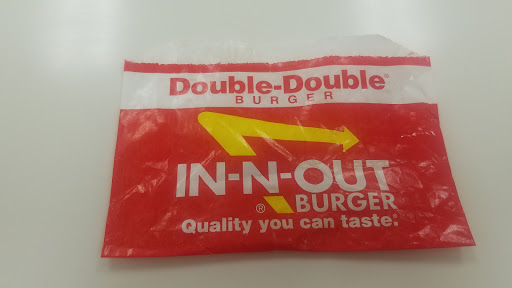 Double-Double®
BURGER
IN-N-OUT
® BURGER
Quality you can taste.®